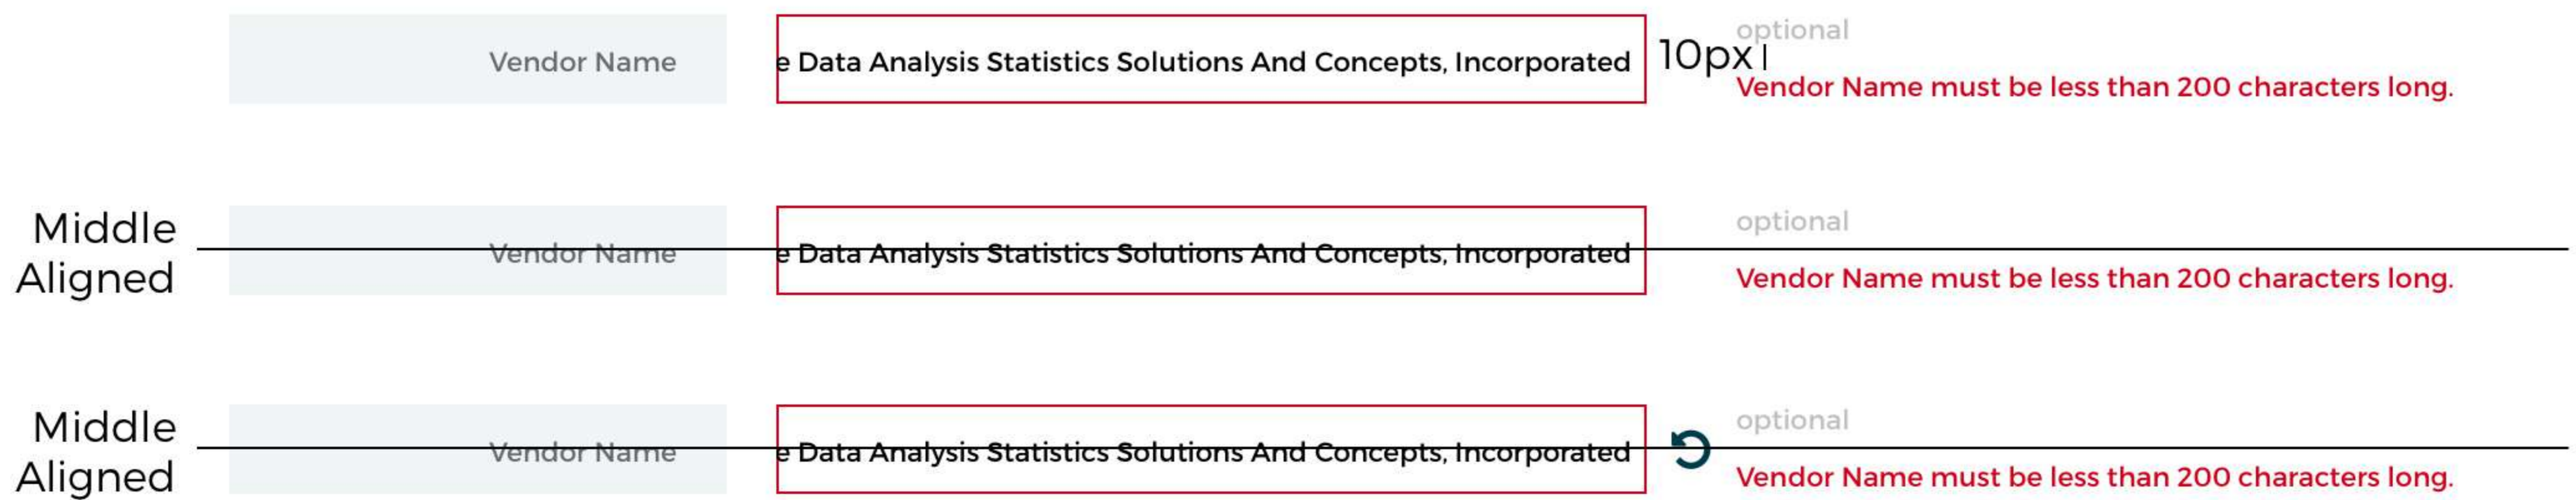 optional
Vendor Name
e Data Analysis Statistics Solutions And Concepts, Incorporated
10px
Vendor Name must be less than 200 characters long.
Middle
Aligned
Vendor Name
e Data Analysis Statistics Solutions And Concepts, Incorporated
optional
Vendor Name must be less than 200 characters long.
Middle
Aligned
Vendor Name
e Data Analysis Statistics Solutions And Concepts, Incorporated
optional
Vendor Name must be less than 200 characters long.